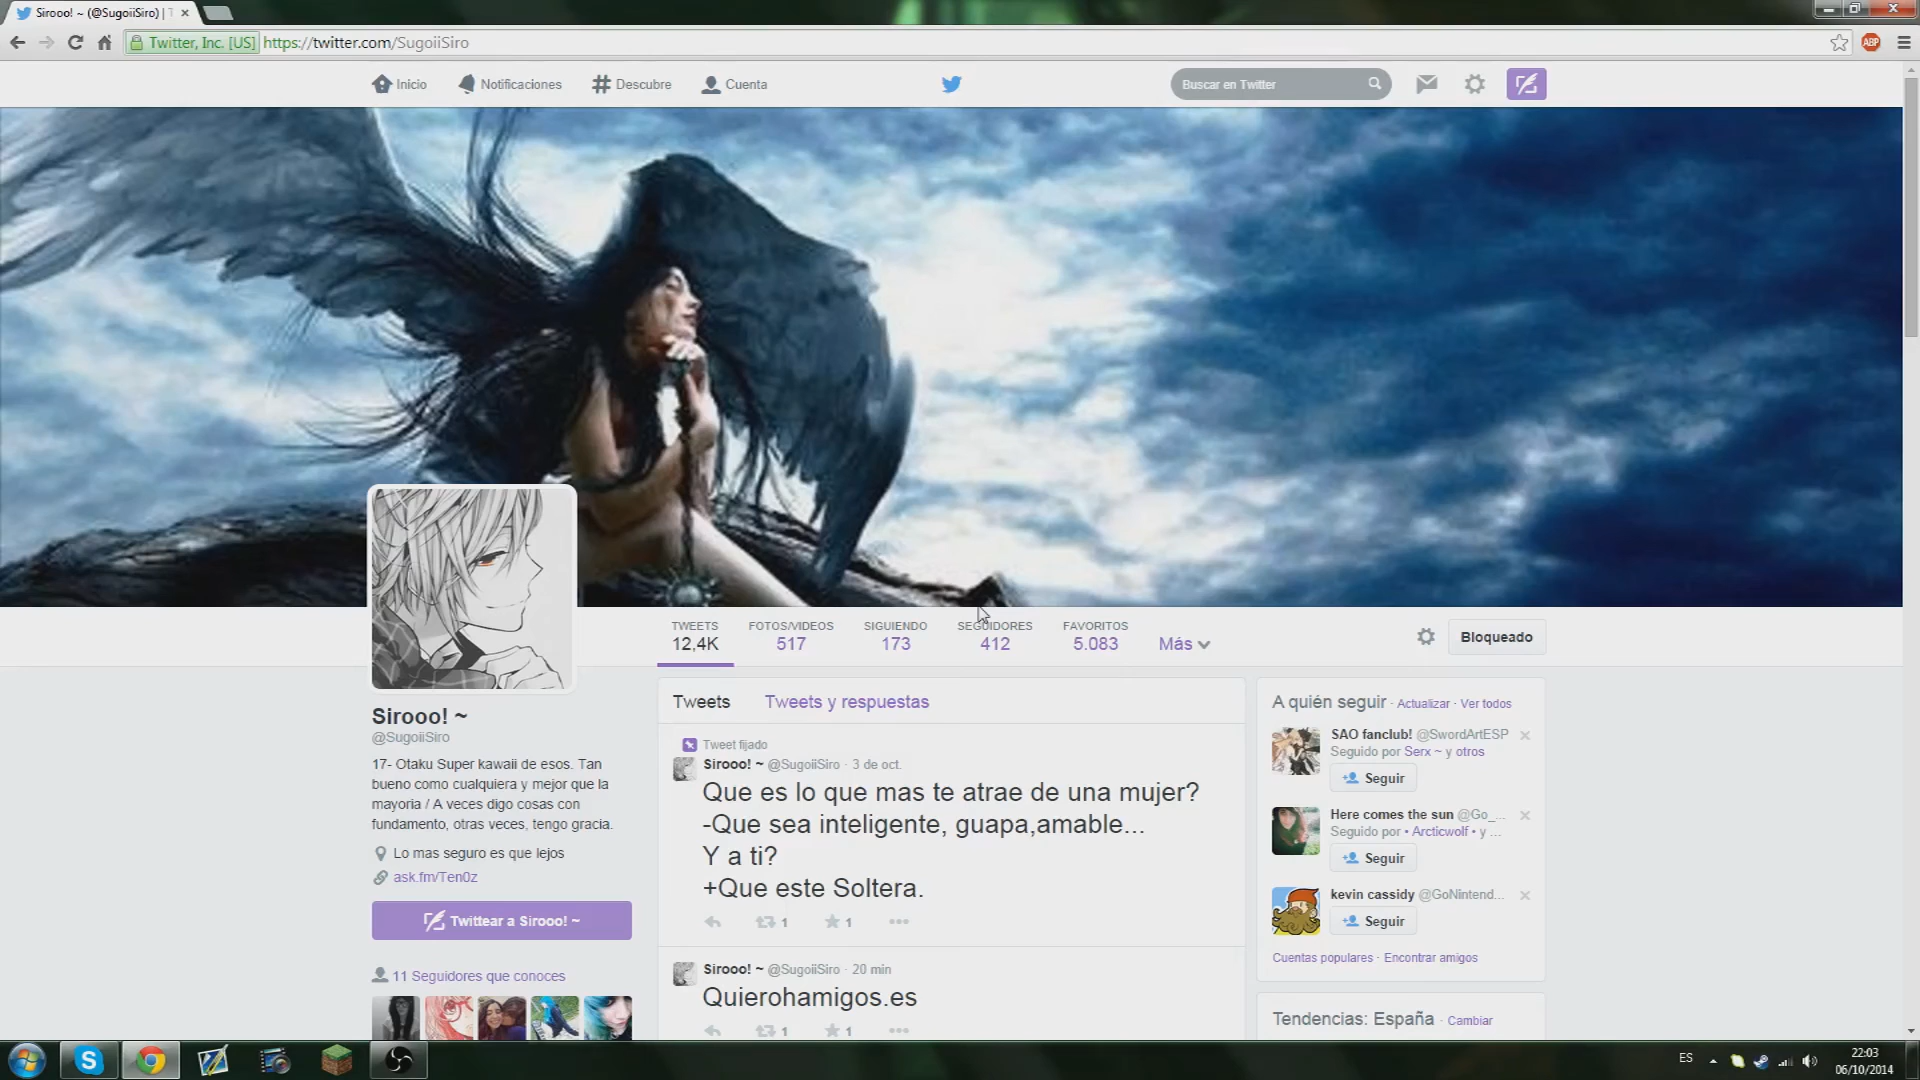 Sirooo! ~ (@SugoiiSiro) | T
Twitter, Inc. [US] https://twitter.com/SugoiiSiro
ABP
Inicio Notificaciones Descubre Cuenta
Buscar en Twitter
TWEETS
12,4K
FOTOS/VIDEOS
517
SIGUIENDO
173
SEGUIDORES
412
FAVORITOS
5.083
Más
Bloqueado
Sirooo! ~
@SugoiiSiro
17- Otaku Super kawaii de esos. Tan
bueno como cualquiera y mejor que la
mayoria / A veces digo cosas con
fundamento, otras veces, tengo gracia.
Lo mas seguro es que lejos
ask.fm/Ten0z
Twittear a Sirooo! ~
11 Seguidores que conoces
Tweets Tweets y respuestas
Tweet fijado
Sirooo! ~ @SugoiiSiro · 3 de oct.
Que es lo que mas te atrae de una mujer?
-Que sea inteligente, guapa,amable...
Y a ti?
+Que este Soltera.
1 1
Sirooo! ~ @SugoiiSiro · 20 min
Quierohamigos.es
1 1
A quién seguir · Actualizar · Ver todos
SAO fanclub! @SwordArtESP
Seguido por Serx ~ y otros
Seguir
Here comes the sun @Go_...
Seguido por • Arcticwolf • y ...
Seguir
kevin cassidy @GoNintend...
Seguir
Cuentas populares · Encontrar amigos
Tendencias: España · Cambiar
ES
22:03
06/10/2014